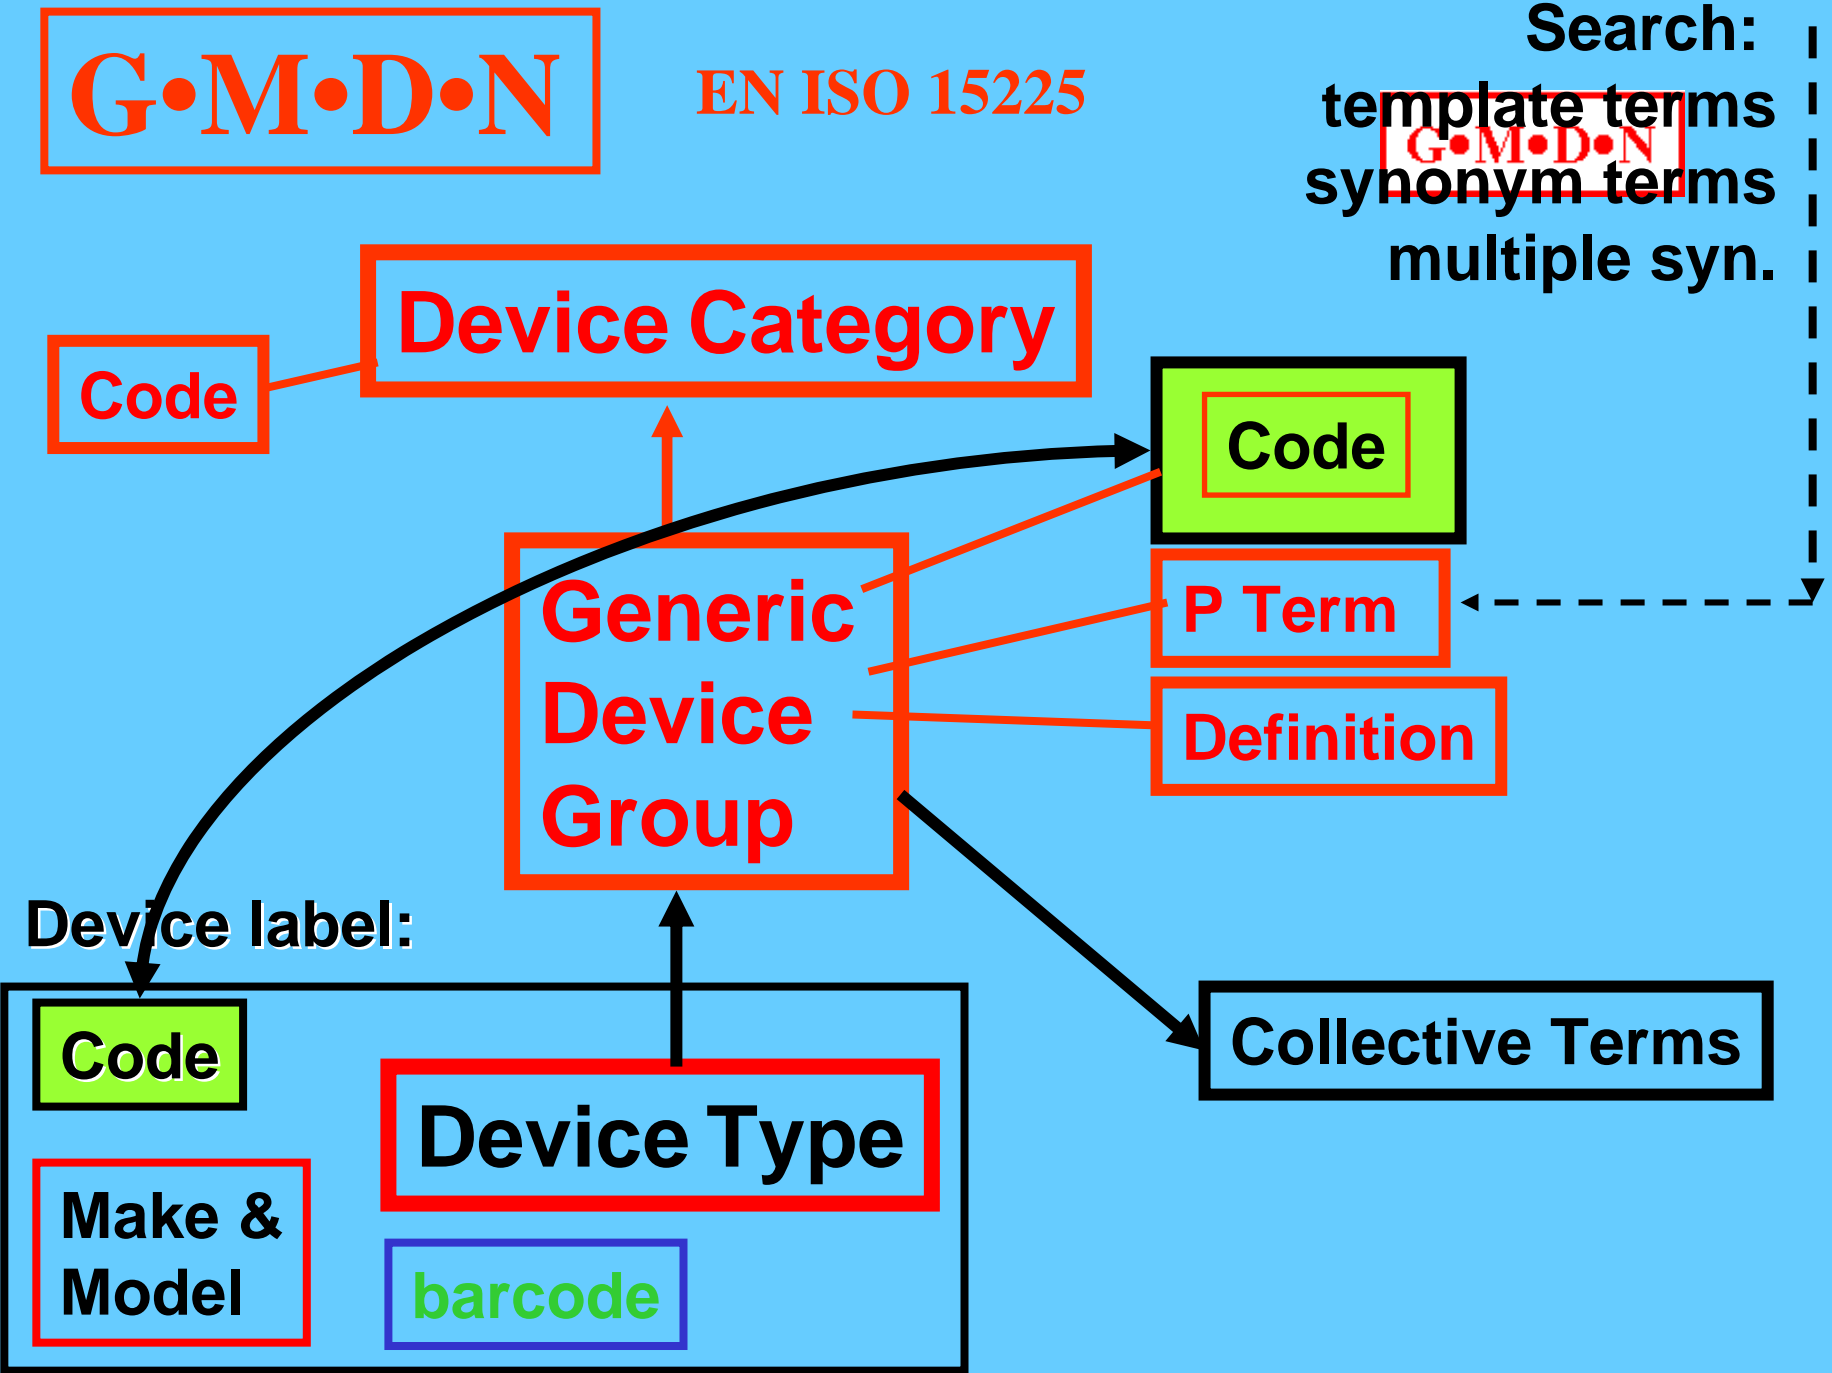 G•M•D•N
EN ISO 15225
Search:
template terms
G•M•D•N
synonym terms
multiple syn.
Device Category
Code
Code
Generic
Device
Group
P Term
Definition
Device label:
Code
Device Type
Make &
Model
barcode
Collective Terms